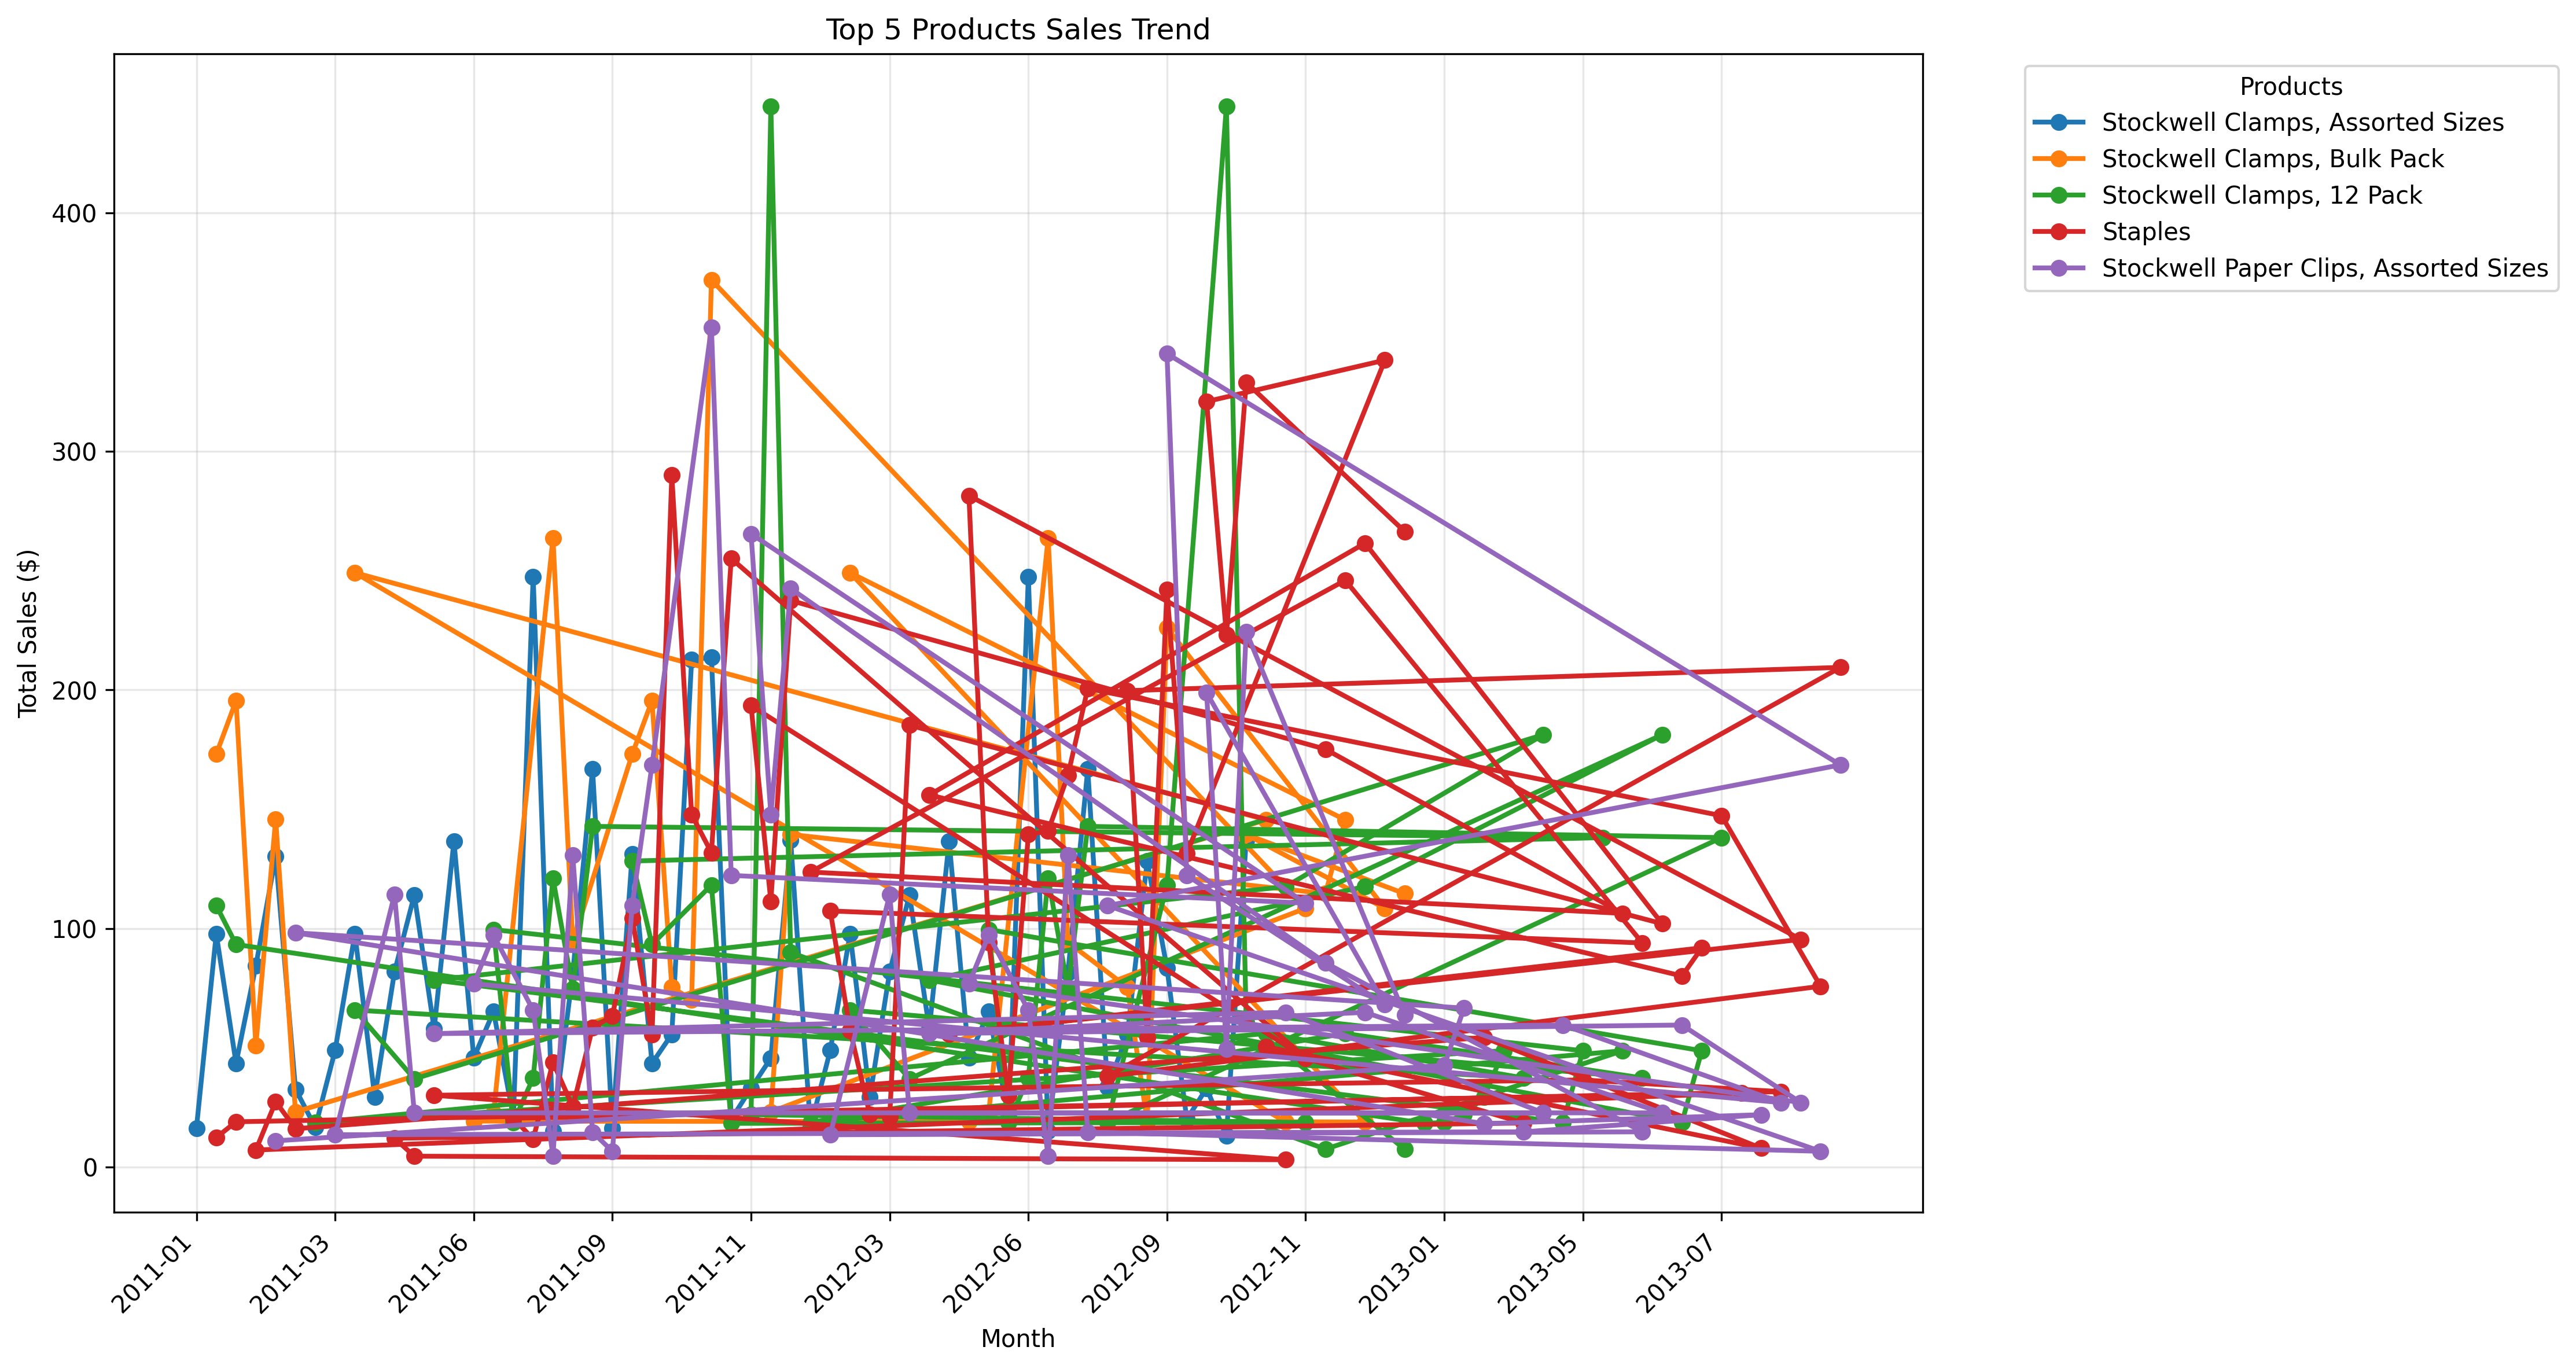 Top 5 Products Sales Trend
Products
Stockwell Clamps, Assorted Sizes
Stockwell Clamps, Bulk Pack
Stockwell Clamps, 12 Pack
Staples
Stockwell Paper Clips, Assorted Sizes
Total Sales ($)
400
300
200
100
0
2011-01
2011-03
2011-06
2011-09
2011-11
2012-03
2012-06
2012-09
2012-11
2013-01
2013-05
2013-07
Month